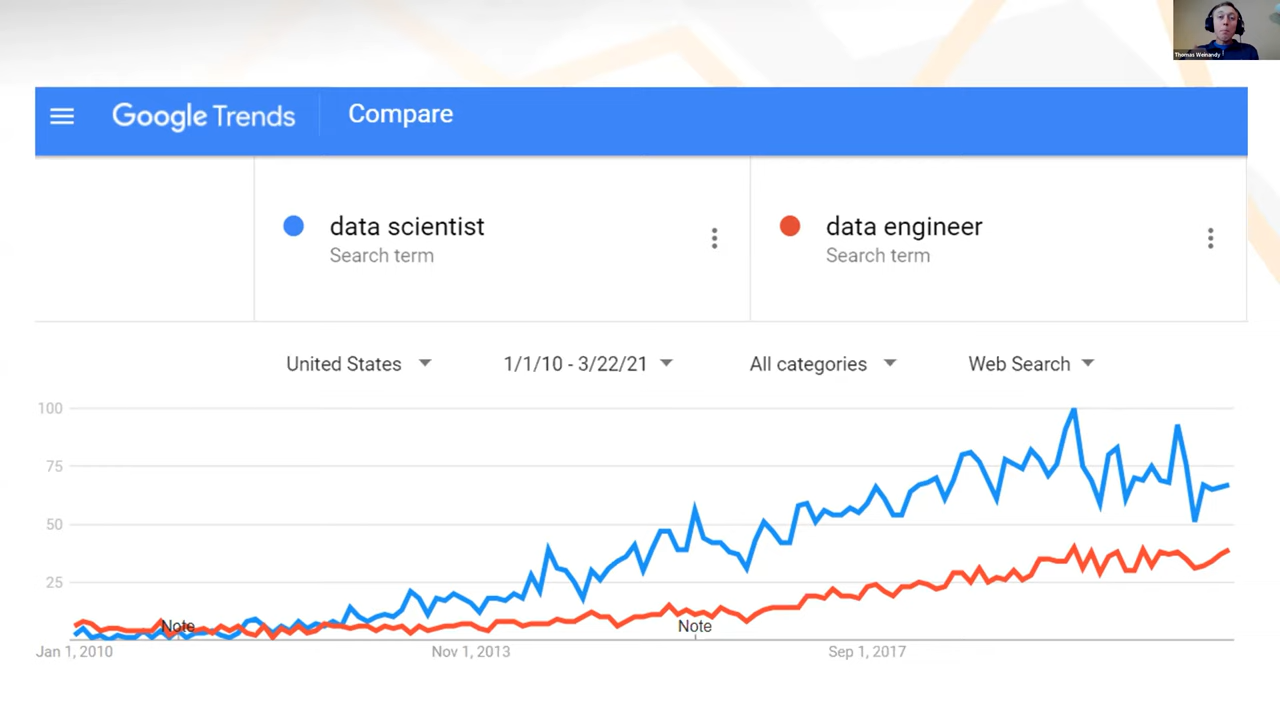 Thomas Weinandy
Google Trends Compare
data scientist
Search term
data engineer
Search term
United States 1/1/10 - 3/22/21 All categories Web Search
100
75
50
25
Note Note
Jan 1, 2010 Nov 1, 2013 Sep 1, 2017